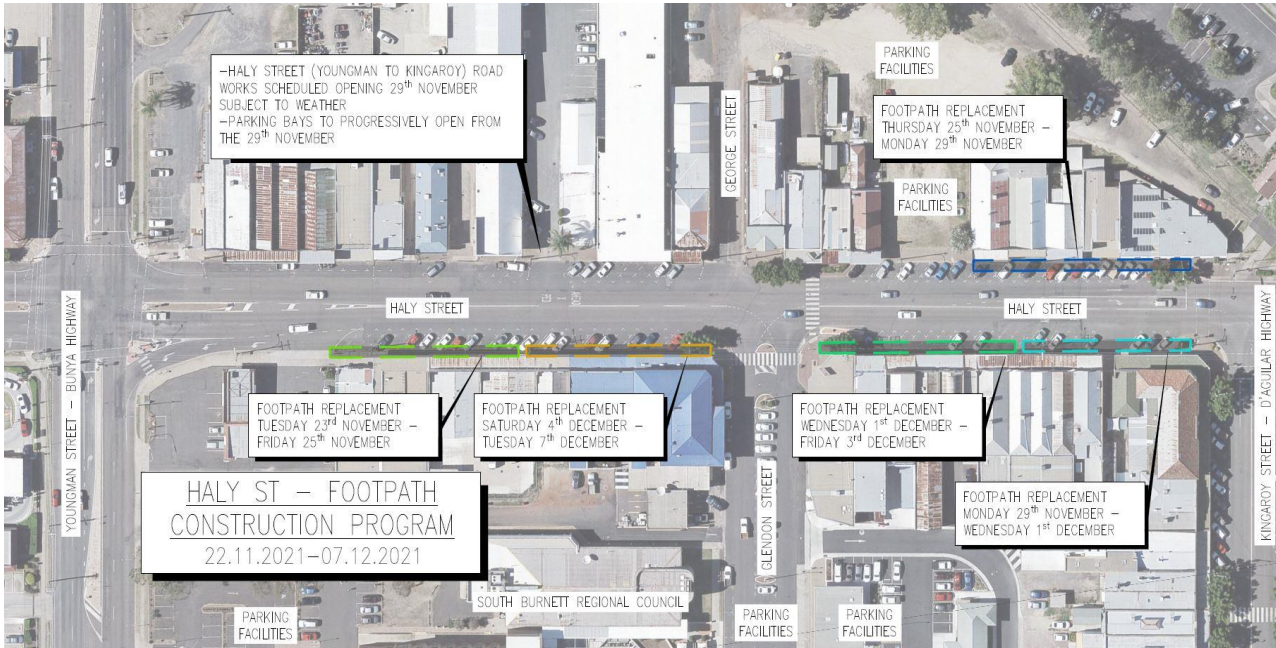 –HALY STREET (YOUNGMAN TO KINGAROY) ROAD
WORKS SCHEDULED OPENING 29th NOVEMBER
SUBJECT TO WEATHER
–PARKING BAYS TO PROGRESSIVELY OPEN FROM
THE 29th NOVEMBER
PARKING
FACILITIES
FOOTPATH REPLACEMENT
THURSDAY 25th NOVEMBER –
MONDAY 29th NOVEMBER
GEORGE STREET
PARKING
FACILITIES
YOUNGMAN STREET – BUNYA HIGHWAY
HALY STREET
HALY STREET
KINGAROY STREET – D'AGUILAR HIGHWAY
FOOTPATH REPLACEMENT
TUESDAY 23rd NOVEMBER –
FRIDAY 25th NOVEMBER
FOOTPATH REPLACEMENT
SATURDAY 4th DECEMBER –
TUESDAY 7th DECEMBER
FOOTPATH REPLACEMENT
WEDNESDAY 1st DECEMBER –
FRIDAY 3rd DECEMBER
FOOTPATH REPLACEMENT
MONDAY 29th NOVEMBER –
WEDNESDAY 1st DECEMBER
HALY ST – FOOTPATH
CONSTRUCTION PROGRAM
22.11.2021–07.12.2021
GLENDON STREET
SOUTH BURNETT REGIONAL COUNCIL
PARKING
FACILITIES
PARKING
FACILITIES
PARKING
FACILITIES